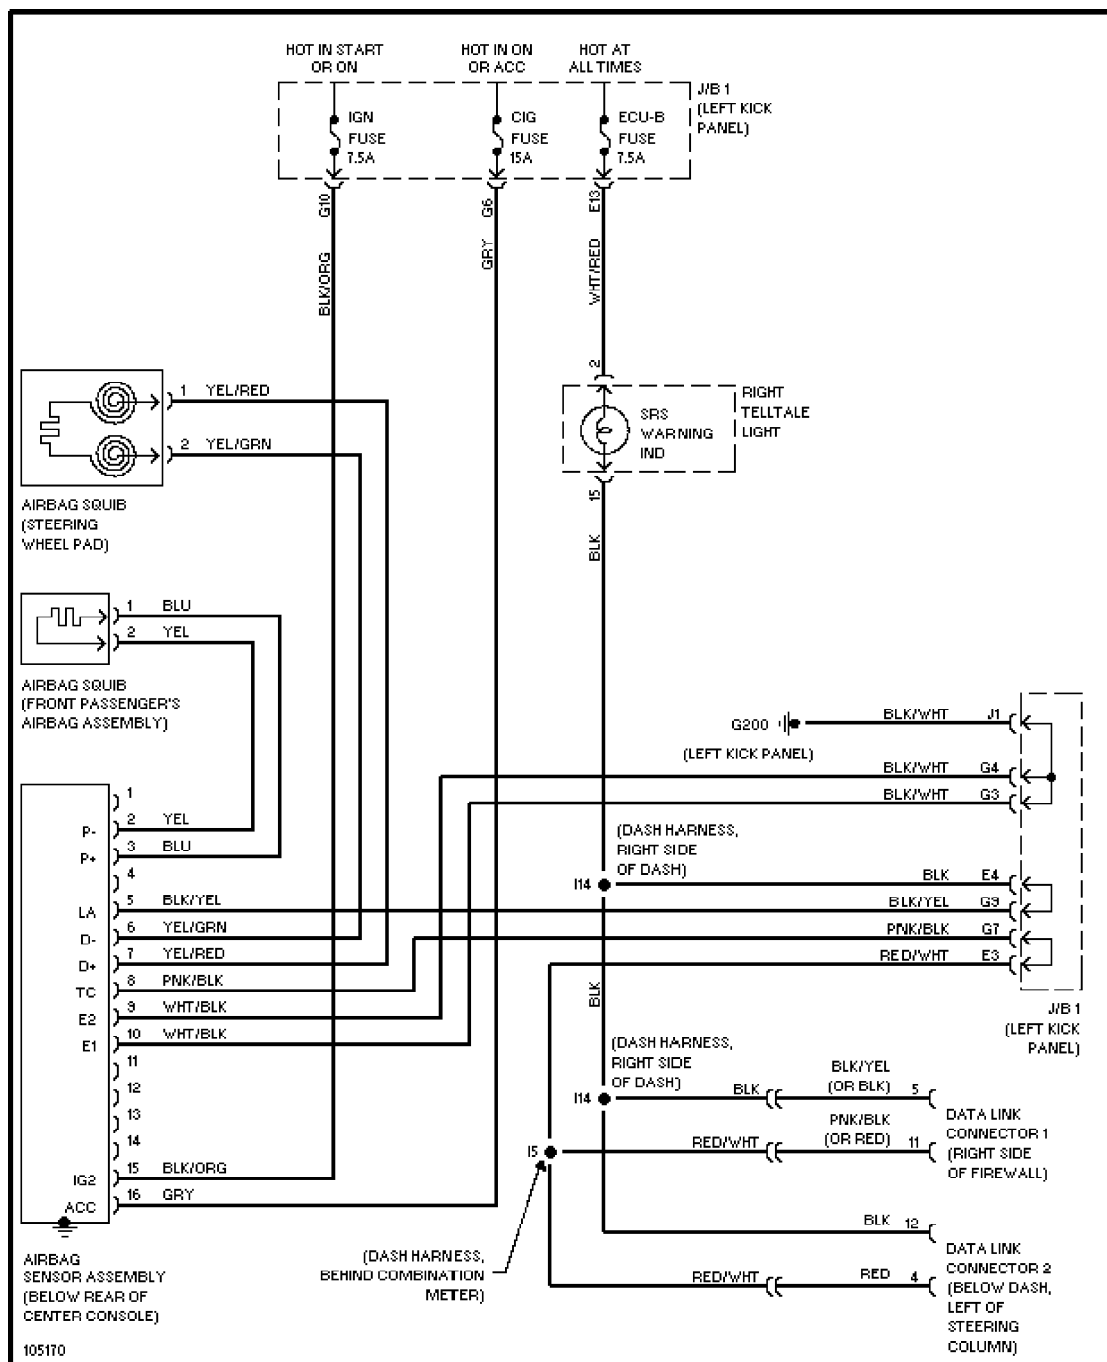 HOT IN START
OR ON
HOT IN ON
OR ACC
HOT AT
ALL TIMES
J/B 1
(LEFT KICK
PANEL)
IGN
FUSE
7.5A
CIG
FUSE
15A
ECU-B
FUSE
7.5A
G10
G6
E13
BLK/ORG
GRY
WHT/RED
2
RIGHT
TELLTALE
LIGHT
SRS
WARNING
IND
15
BLK
1 YEL/RED
2 YEL/GRN
AIRBAG SQUIB
(STEERING
WHEEL PAD)
1 BLU
2 YEL
AIRBAG SQUIB
(FRONT PASSENGER'S
AIRBAG ASSEMBLY)
G200
(LEFT KICK PANEL)
BLK/WHT J1
BLK/WHT G4
BLK/WHT G3
(DASH HARNESS,
RIGHT SIDE
OF DASH)
I14
BLK E4
BLK/YEL G9
PNK/BLK G7
RED/WHT E3
J/B 1
(LEFT KICK
PANEL)
1
P- 2 YEL
P+ 3 BLU
4
LA 5 BLK/YEL
D- 6 YEL/GRN
D+ 7 YEL/RED
TC 8 PNK/BLK
E2 9 WHT/BLK
E1 10 WHT/BLK
11
12
13
14
IG2 15 BLK/ORG
ACC 16 GRY
AIRBAG
SENSOR ASSEMBLY
(BELOW REAR OF
CENTER CONSOLE)
BLK
(DASH HARNESS,
RIGHT SIDE
OF DASH)
I14
BLK
BLK/YEL
(OR BLK)
5
I5
RED/WHT
PNK/BLK
(OR RED)
11
DATA LINK
CONNECTOR 1
(RIGHT SIDE
OF FIREWALL)
(DASH HARNESS,
BEHIND COMBINATION
METER)
BLK 12
RED/WHT
RED 4
DATA LINK
CONNECTOR 2
(BELOW DASH,
LEFT OF
STEERING
COLUMN)
105170